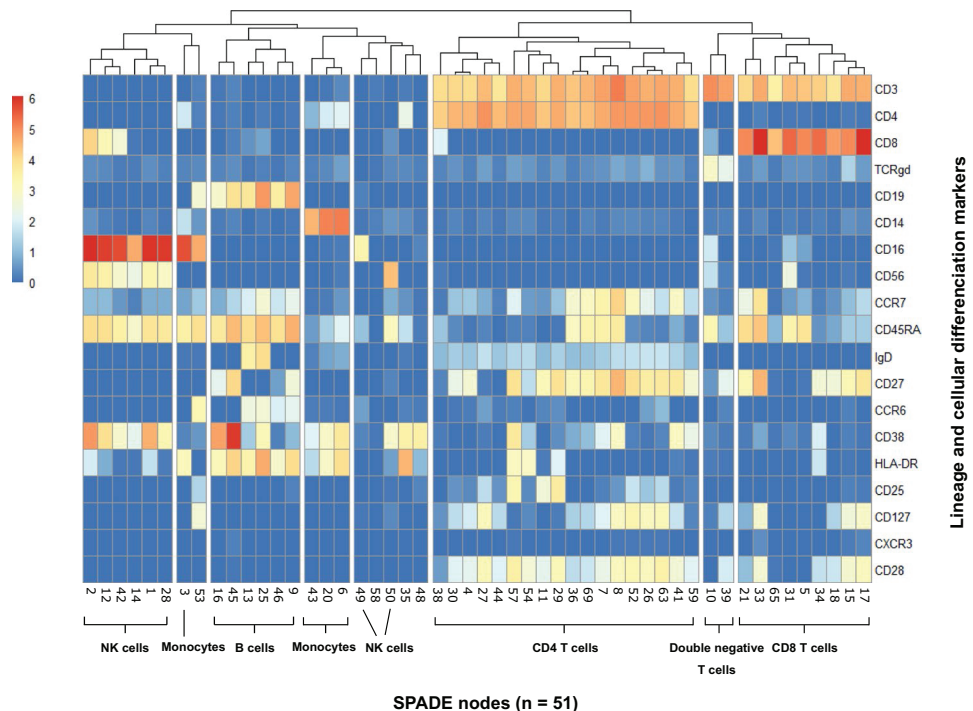 CD3
6
CD4
5
CD8
4
TCRgd
3
CD19
2
CD14
1
CD16
0
CD56
CCR7
CD45RA
IgD
CD27
CCR6
CD38
HLA-DR
CD25
CD127
CXCR3
CD28
Lineage and cellular differentiation markers
2 12 42 14 1 28 3 53 16 45 13 25 46 9 43 20 6 49 58 50 35 48 38 30 4 27 44 57 54 11 29 36 69 7 8 52 26 63 41 59 10 39 21 33 65 31 5 34 18 15 17
NK cells Monocytes B cells Monocytes NK cells CD4 T cells Double negative CD8 T cells
T cells
SPADE nodes (n = 51)